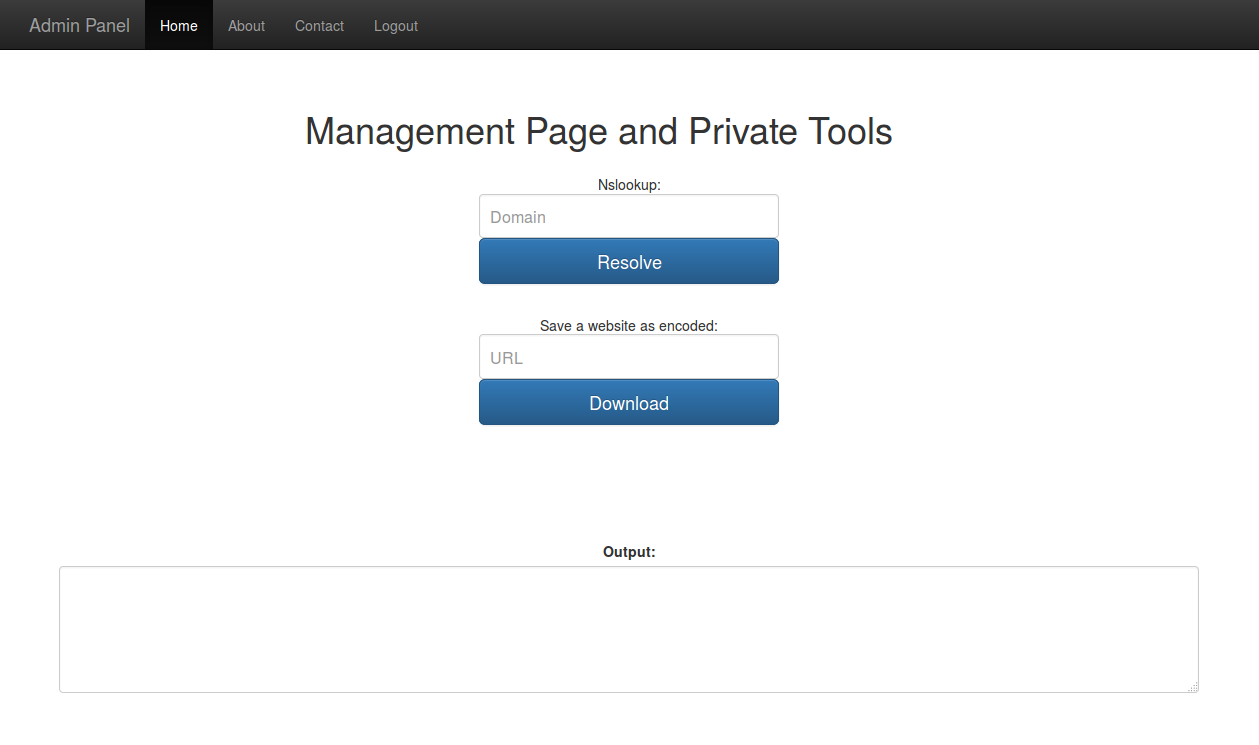 Admin Panel Home About Contact Logout
Management Page and Private Tools
Nslookup:
Domain
Resolve
Save a website as encoded:
URL
Download
Output: